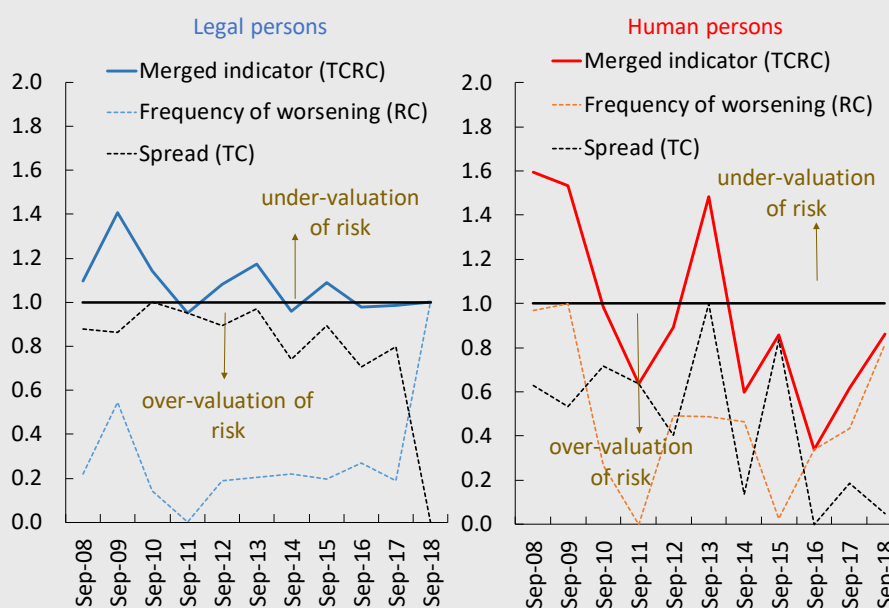 Legal persons
2.0
1.8
1.6
1.4
1.2
1.0
0.8
0.6
0.4
0.2
0.0
Merged indicator (TCRC)
Frequency of worsening (RC)
Spread (TC)
under-valuation
of risk
over-valuation of
risk
Sep-08
Sep-09
Sep-10
Sep-11
Sep-12
Sep-13
Sep-14
Sep-15
Sep-16
Sep-17
Sep-18
Human persons
2.0
1.8
1.6
1.4
1.2
1.0
0.8
0.6
0.4
0.2
0.0
Merged indicator (TCRC)
Frequency of worsening (RC)
Spread (TC)
under-valuation
of risk
over-valuation
of risk
Sep-08
Sep-09
Sep-10
Sep-11
Sep-12
Sep-13
Sep-14
Sep-15
Sep-16
Sep-17
Sep-18